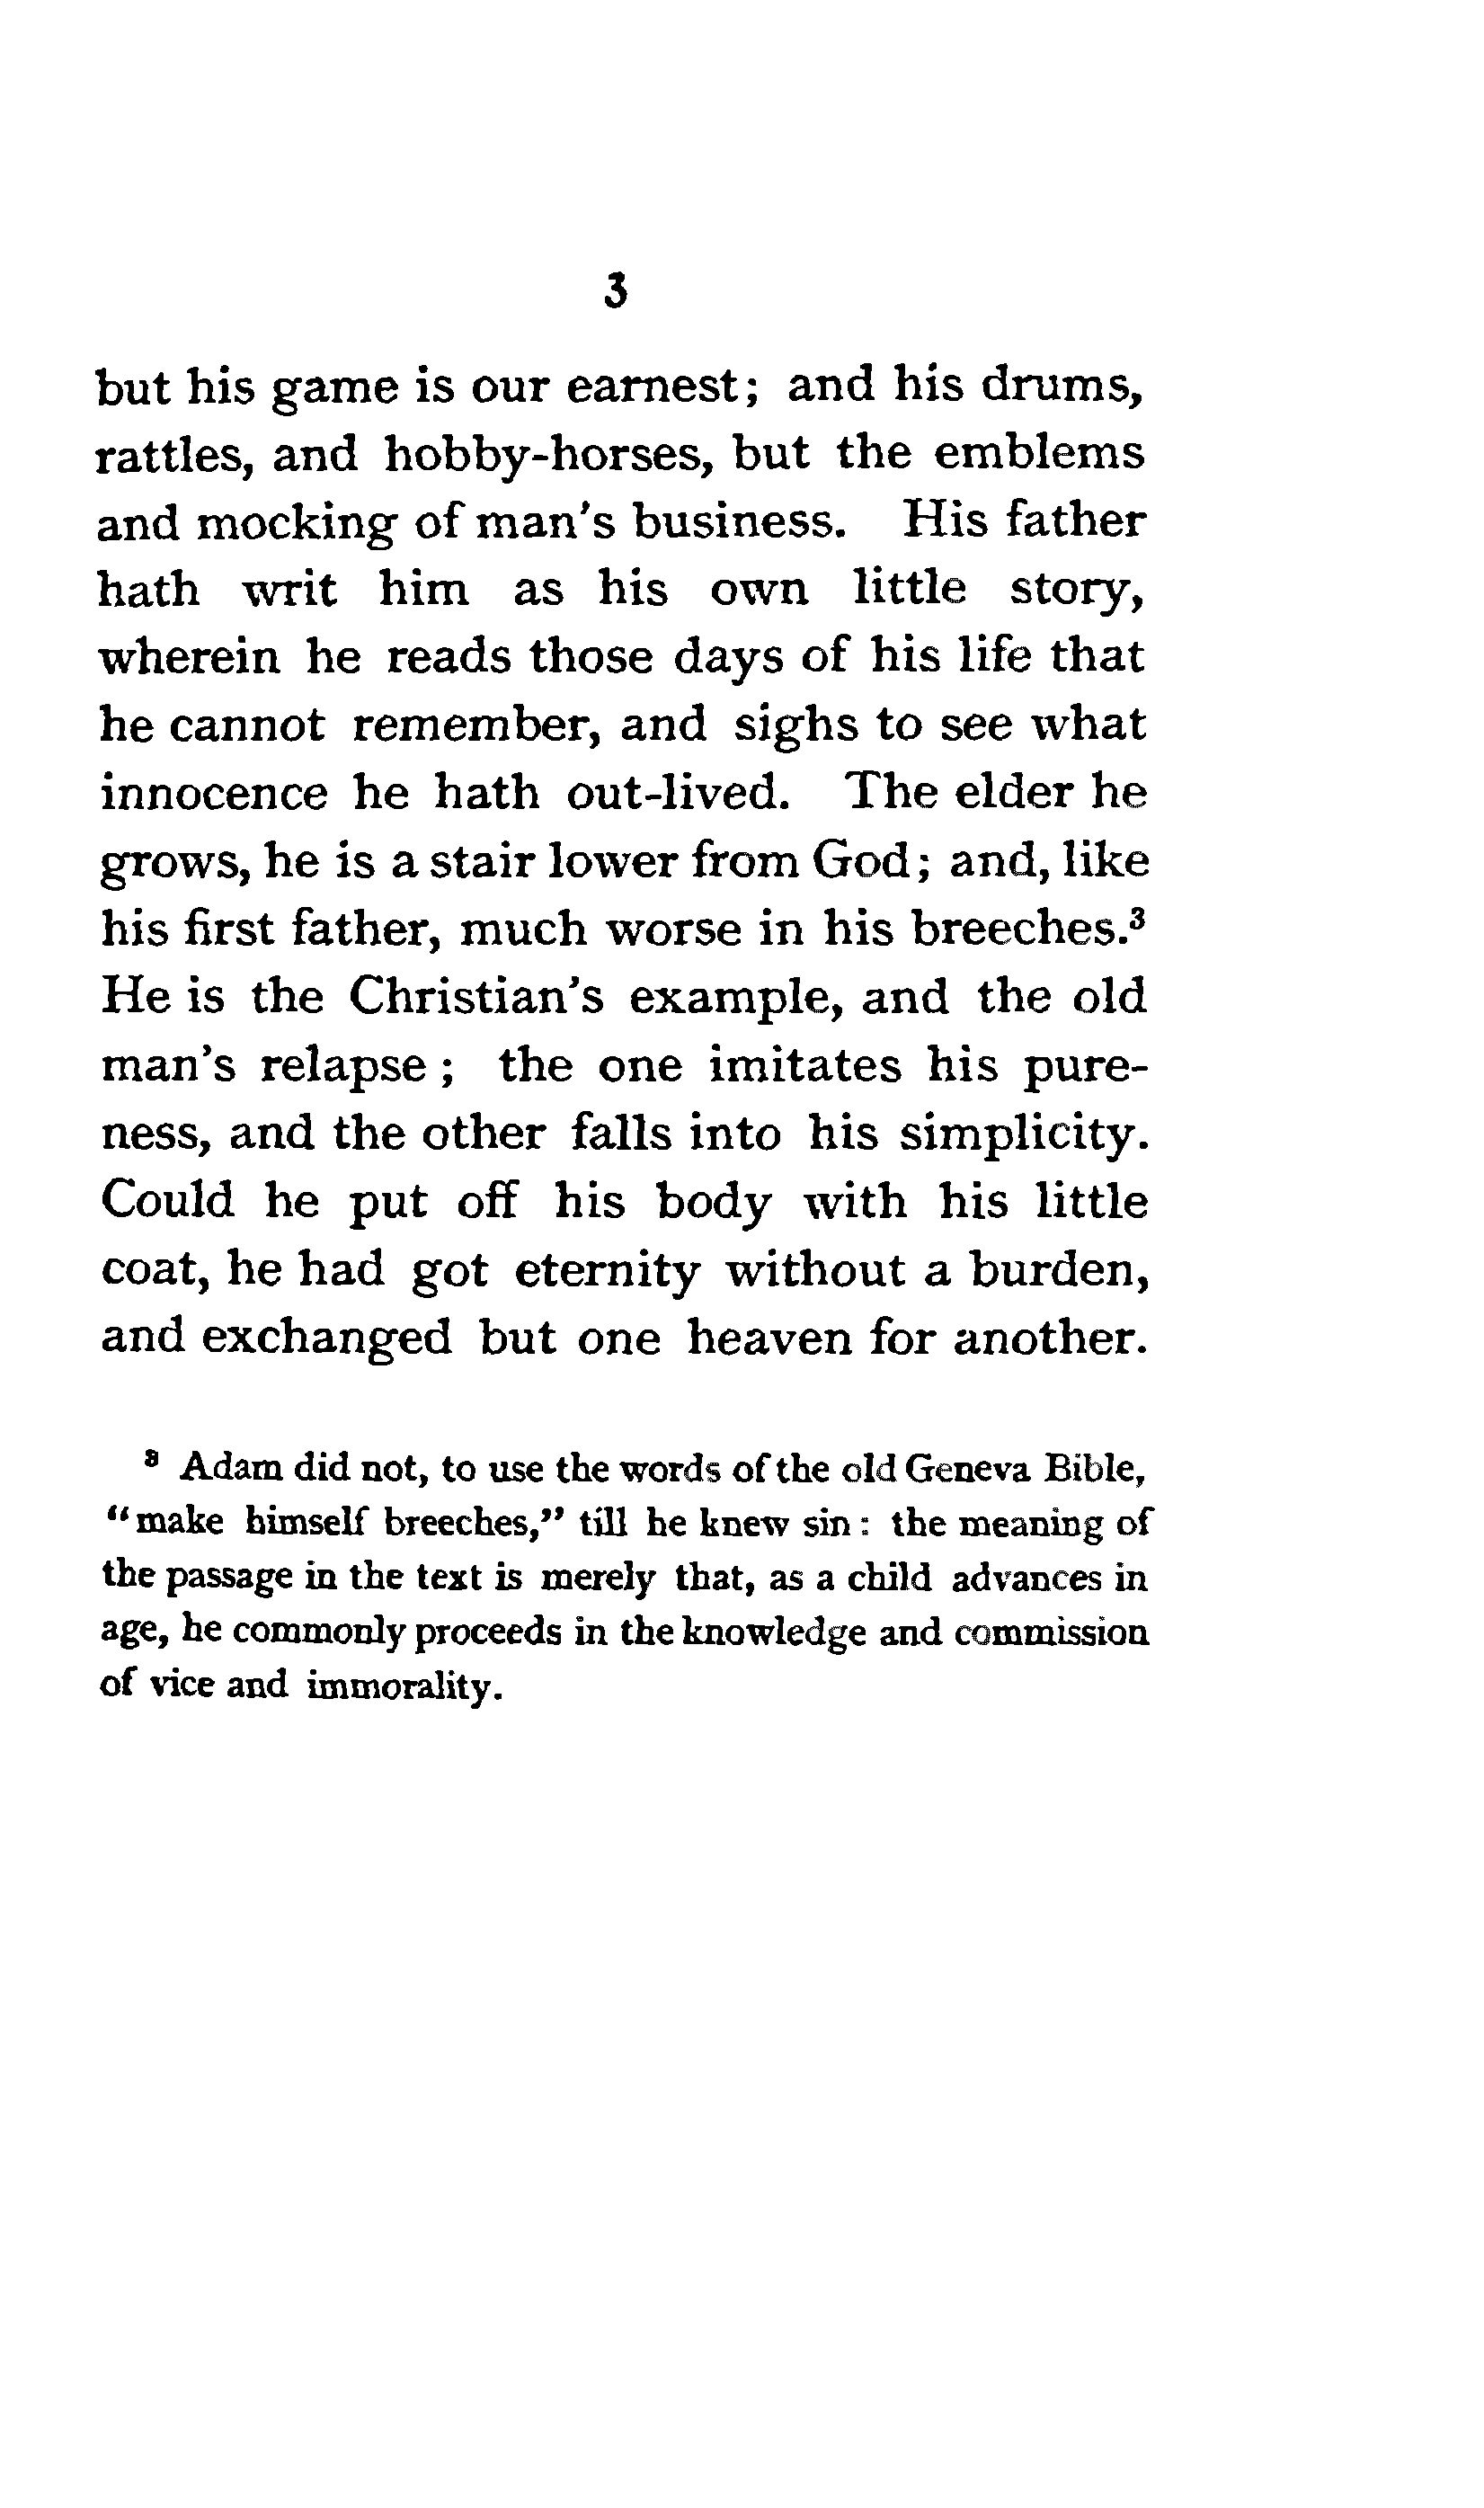 3
but his game is our earnest; and his drums,
rattles, and hobby-horses, but the emblems
and mocking of man's business. His father
hath writ him as his own little story,
wherein he reads those days of his life that
he cannot remember, and sighs to see what
innocence he hath out-lived. The elder he
grows, he is a stair lower from God; and, like
his first father, much worse in his breeches.³
He is the Christian's example, and the old
man's relapse; the one imitates his pure-
ness, and the other falls into his simplicity.
Could he put off his body with his little
coat, he had got eternity without a burden,
and exchanged but one heaven for another.
³ Adam did not, to use the words of the old Geneva Bible,
"make himself breeches," till he knew sin: the meaning of
the passage in the text is merely that, as a child advances in
age, he commonly proceeds in the knowledge and commission
of vice and immorality.